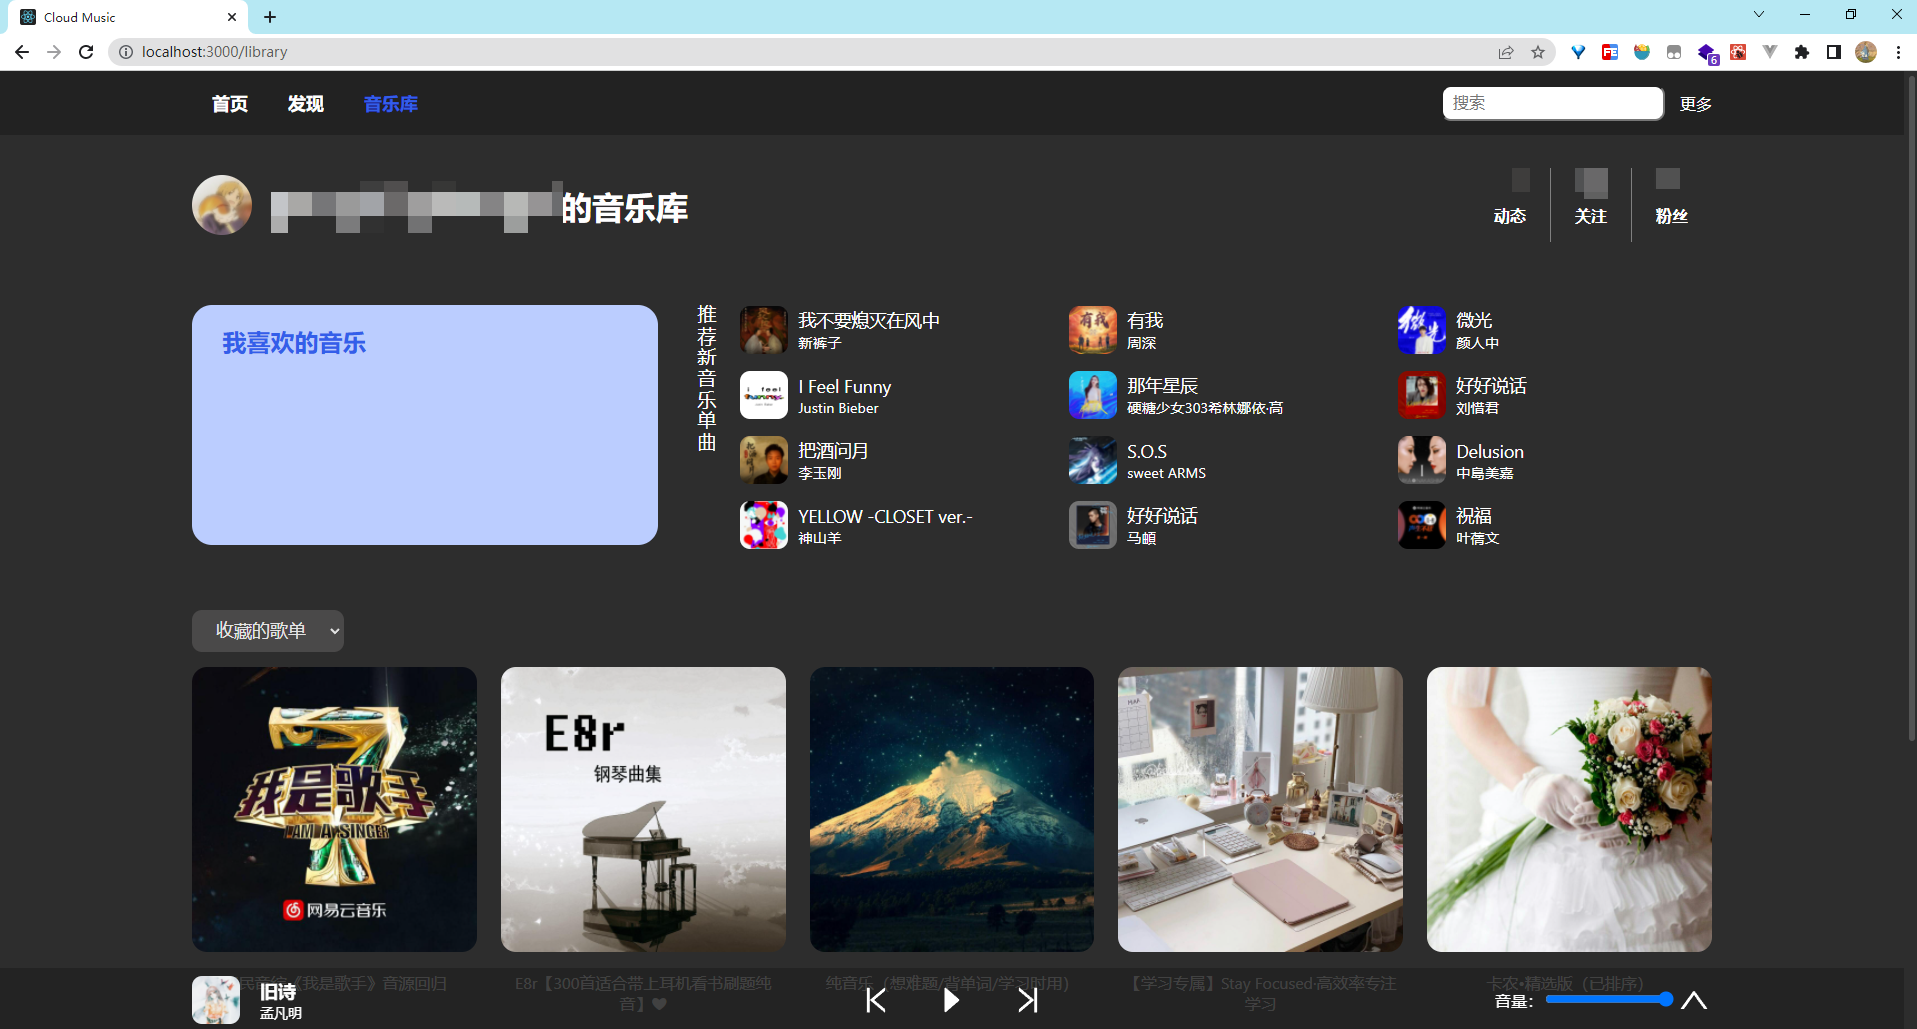 Cloud Music
localhost:3000/library
6
首页
发现
音乐库
搜索
更多
的音乐库
动态
关注
粉丝
我喜欢的音乐
推荐新音乐单曲
我不要熄灭在风中
新裤子
有我
周深
微光
颜人中
I Feel Funny
Justin Bieber
那年星辰
硬糖少女303希林娜依·高
好好说话
刘惜君
把酒问月
李玉刚
S.O.S
sweet ARMS
Delusion
中島美嘉
YELLOW -CLOSET ver.-
神山羊
好好说话
马頔
祝福
叶蒨文
收藏的歌单
我是歌手
I AM A SINGER
网易云音乐
E8r
钢琴曲集
民音综《我是歌手》音源回归
E8r【300首适合带上耳机看书刷题纯
音】
纯音乐（想难题/背单词/学习时用）
【学习专属】Stay Focused·高效率专注
学习
卡农•精选版（已排序）
旧诗
孟凡明
音量：